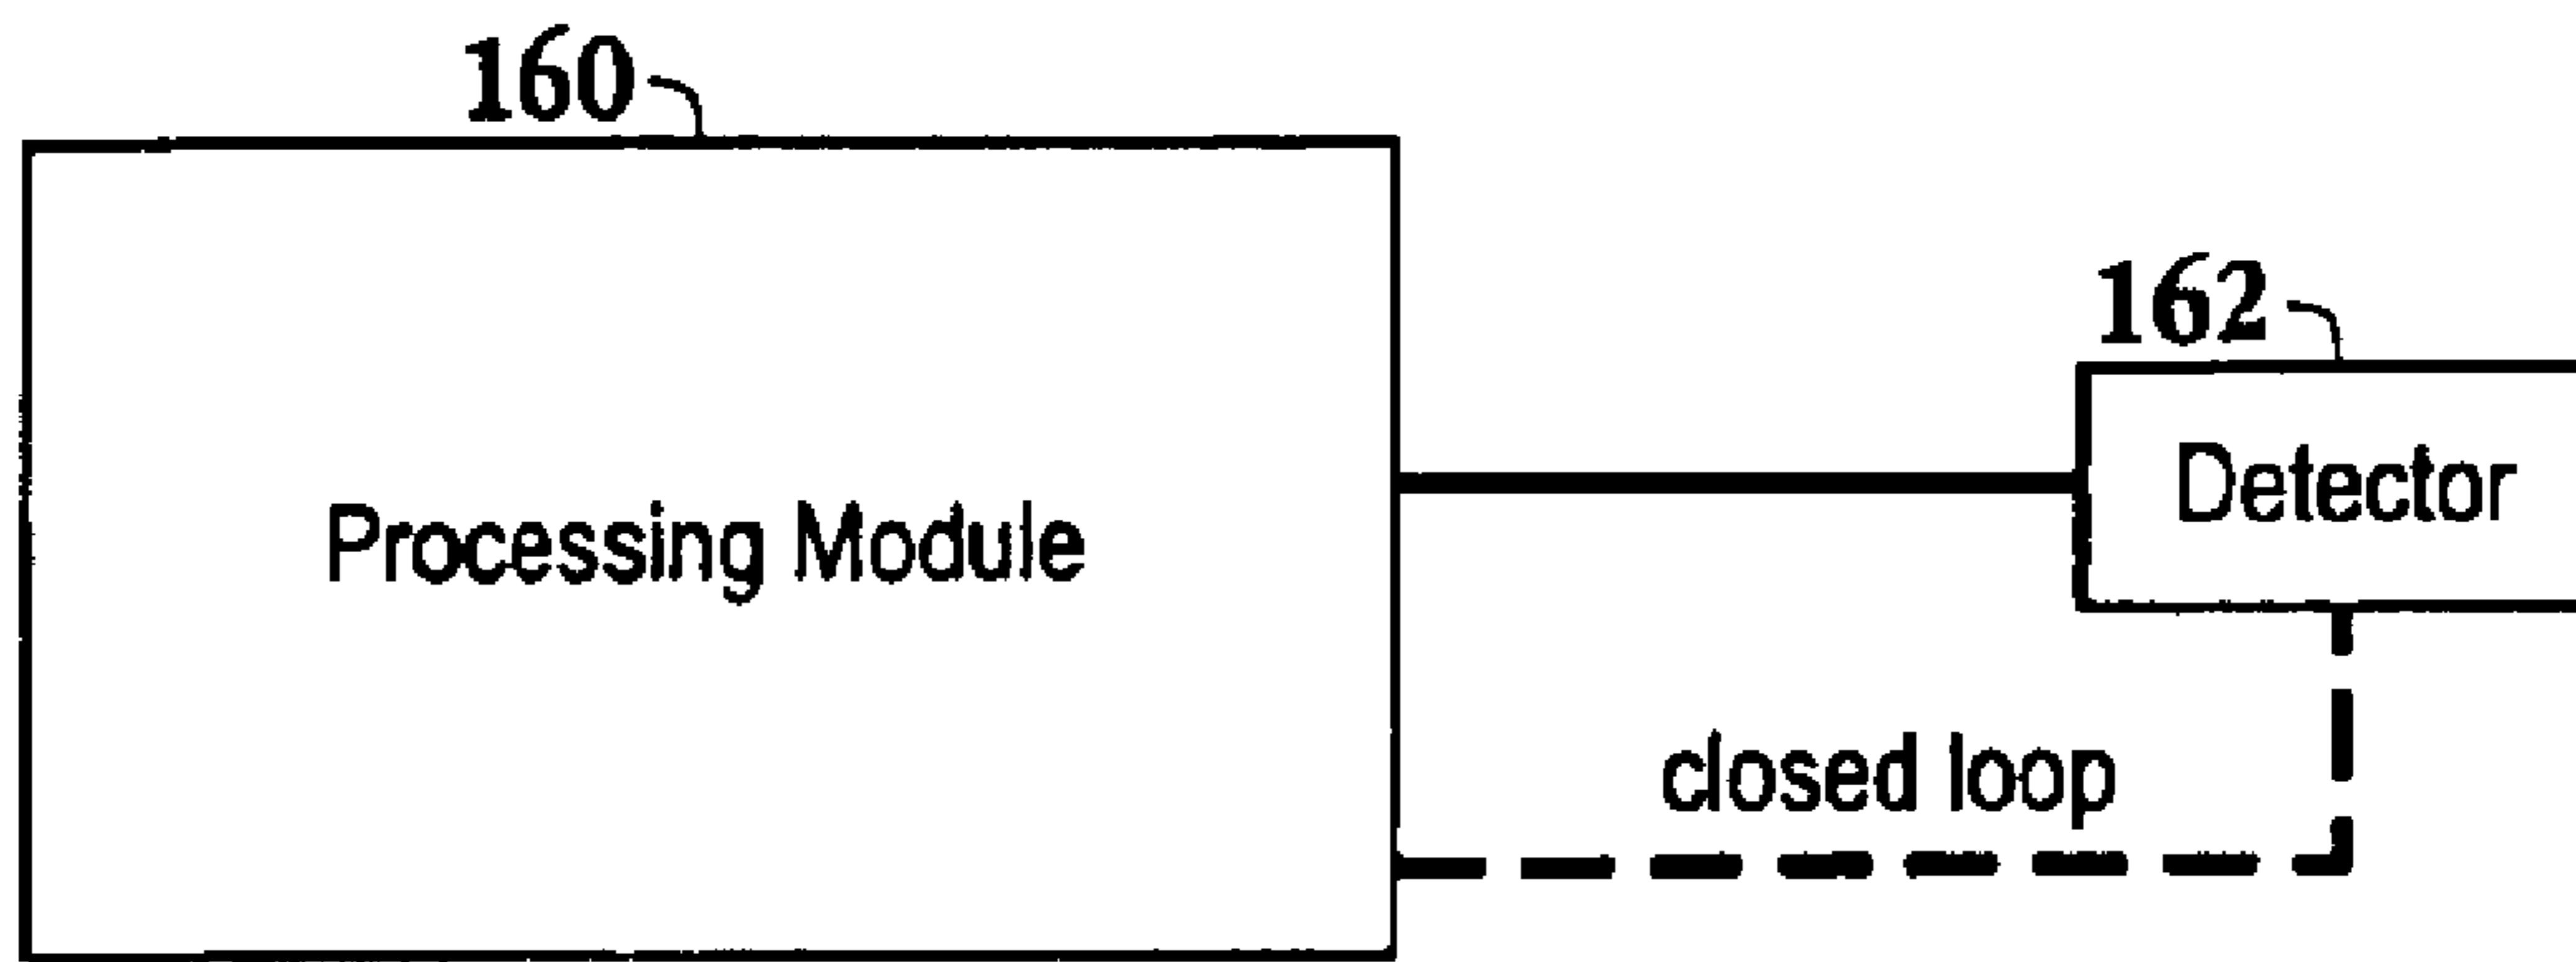 160
162
Detector
Processing Module
closed loop